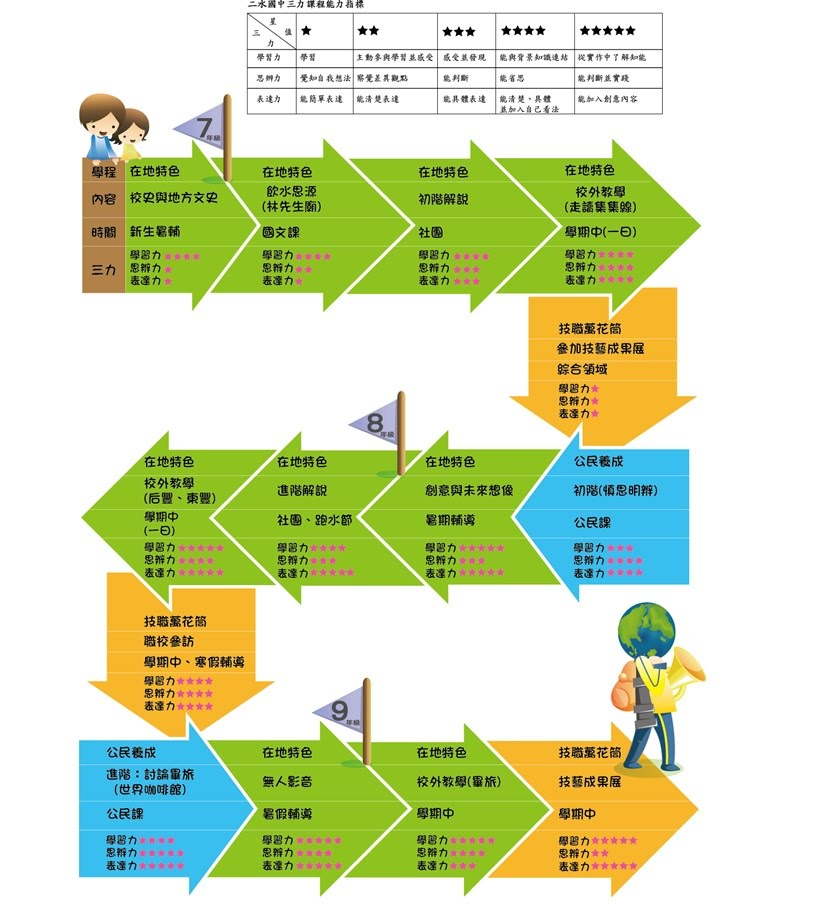 二水國中三力課程能力指標
三力 星值 ★ ★★ ★★★ ★★★★ ★★★★★
學習力 學習 主動參與學習並感受 感受並發現 能與背景知識連結 從實作中了解知能
思辨力 覺知自我想法 察覺差異觀點 能判斷 能省思 能判斷並實踐
表達力 能簡單表達 能清楚表達 能具體表達 能清楚、具體並加入自己看法 能加入創意內容
7年級
學程
內容
時間
三力
在地特色
校史與地方文史
新生暑輔
學習力★★★★
思辨力★
表達力★
在地特色
飲水思源
(林先生廟)
國文課
學習力★★★★
思辨力★★
表達力★
在地特色
初階解說
社團
學習力★★★★
思辨力★★★
表達力★★★
在地特色
校外教學
(走讀集集線)
學期中(一日)
學習力★★★★
思辨力★★★★
表達力★★★★
技職萬花筒
參加技藝成果展
綜合領域
學習力★
思辨力★
表達力★
8年級
公民養成
初階(慎思明辨)
公民課
學習力★★★
思辨力★★★★
表達力★★★★
在地特色
創意與未來想像
暑期輔導
學習力★★★★★
思辨力★★★
表達力★★★★★
在地特色
進階解說
社團、跑水節
學習力★★★★
思辨力★★★
表達力★★★★★
在地特色
校外教學
(后豐、東豐)
學期中
(一日)
學習力★★★★★
思辨力★★★★
表達力★★★★★
技職萬花筒
職校參訪
學期中、寒假輔導
學習力★★★★
思辨力★★★★
表達力★★★★
9年級
公民養成
進階：討論畢旅
(世界咖啡館)
公民課
學習力★★★★
思辨力★★★★★
表達力★★★★★
在地特色
無人影音
暑假輔導
學習力★★★★★
思辨力★★★★
表達力★★★★★
在地特色
校外教學(畢旅)
學期中
學習力★★★★★
思辨力★★★★
表達力★★★
技職萬花筒
技藝成果展
學期中
學習力★★★★★
思辨力★★
表達力★★★★★